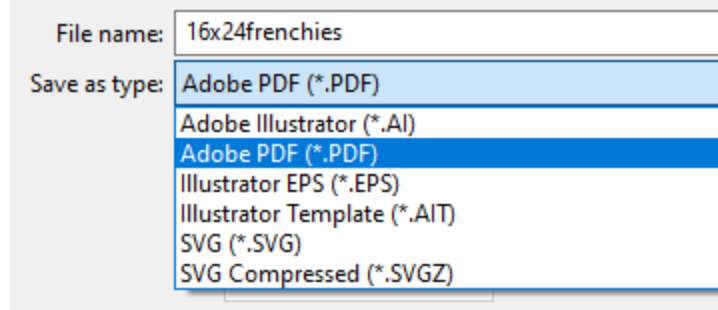 File name: 16x24frenchies
Save as type: Adobe PDF (*.PDF)
Adobe Illustrator (*.AI)
Adobe PDF (*.PDF)
Illustrator EPS (*.EPS)
Illustrator Template (*.AIT)
SVG (*.SVG)
SVG Compressed (*.SVGZ)